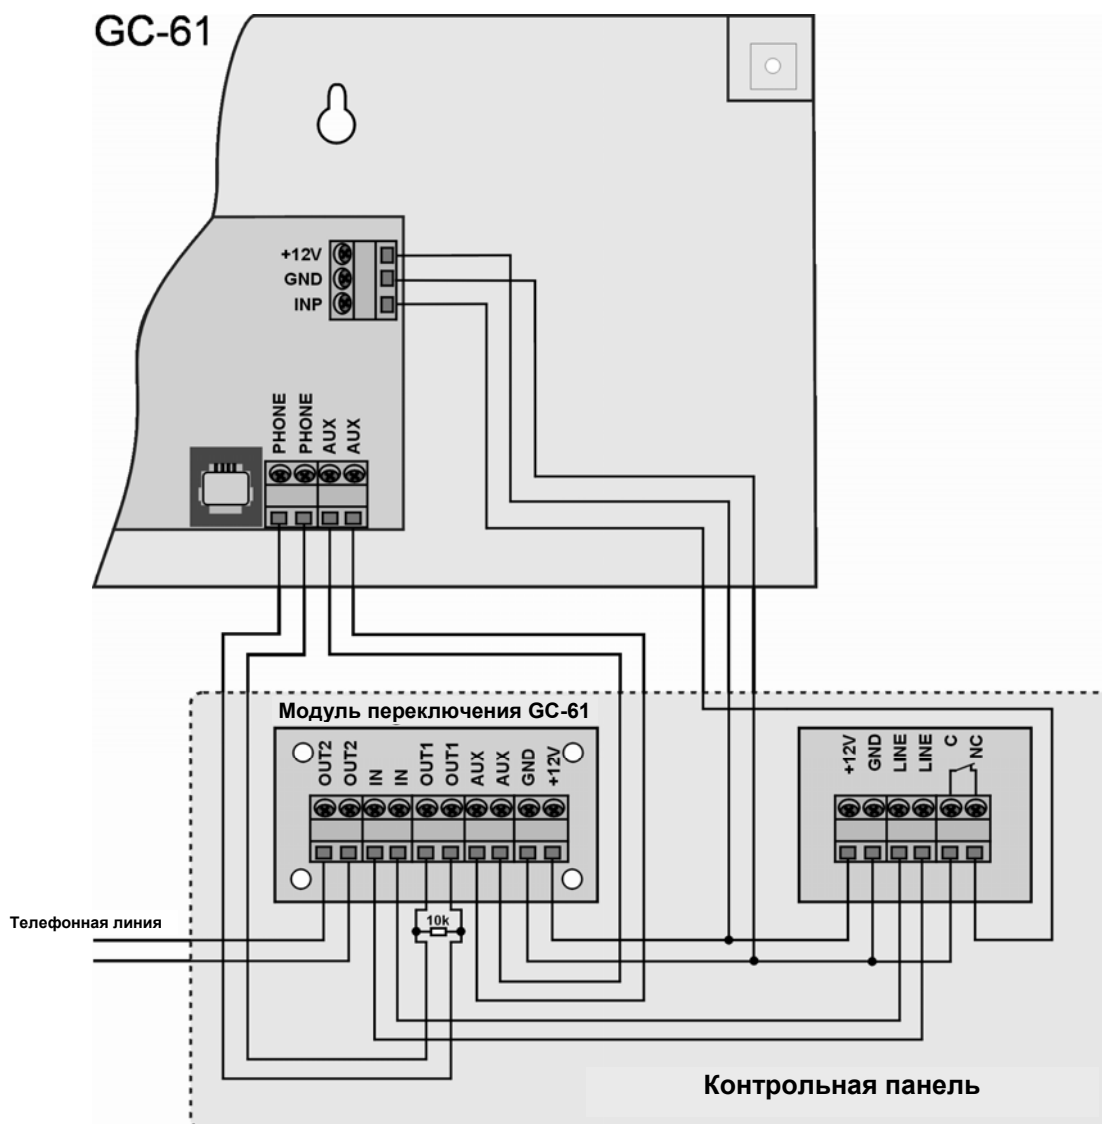 GC-61
+12V
GND
INP
PHONE
PHONE
AUX
AUX
Модуль переключения GC-61
OUT2
OUT2
IN
IN
OUT1
OUT1
AUX
AUX
GND
+12V
+12V
GND
LINE
LINE
C
NC
10k
Телефонная линия
Контрольная панель